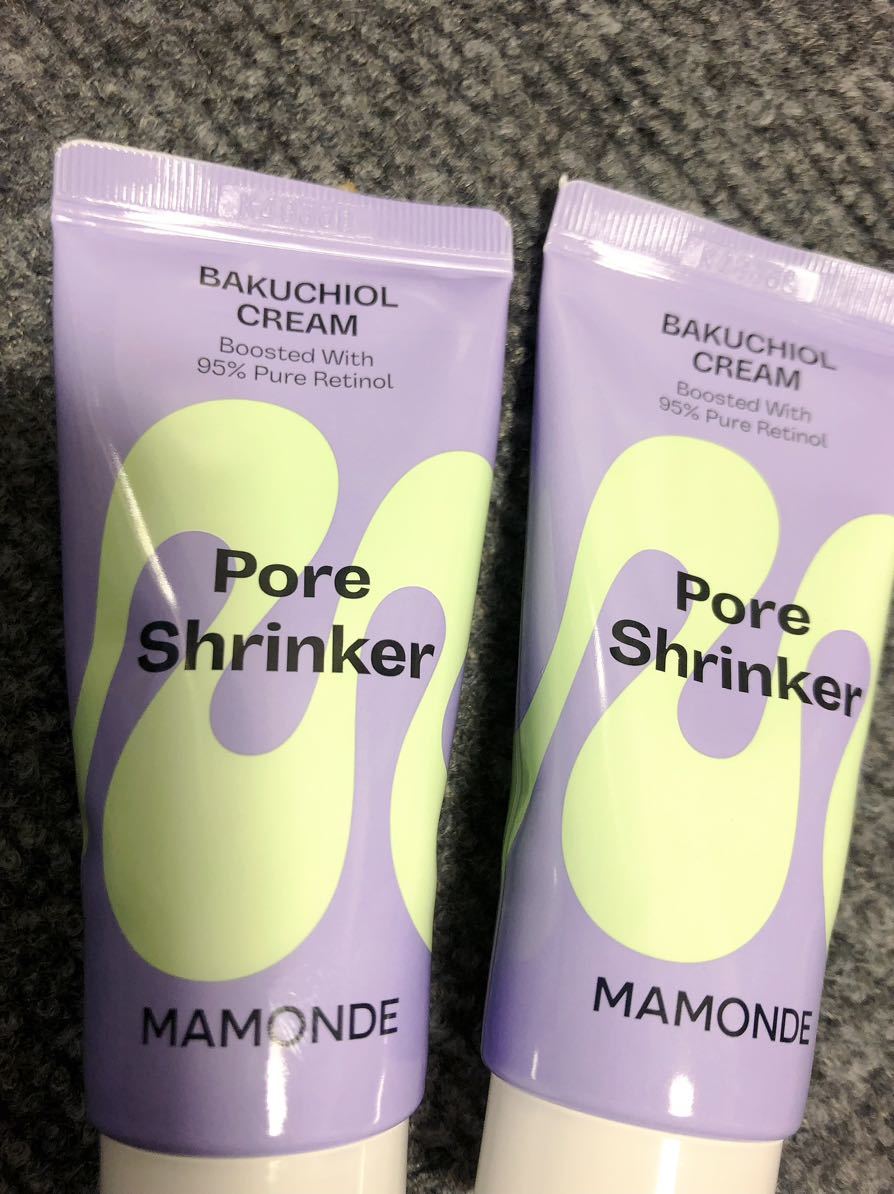 BAKUCHIOL
CREAM
Boosted With
95% Pure Retinol
Pore
Shrinker
MAMONDE
BAKUCHIOL
CREAM
Boosted With
95% Pure Retinol
Pore
Shrinker
MAMONDE